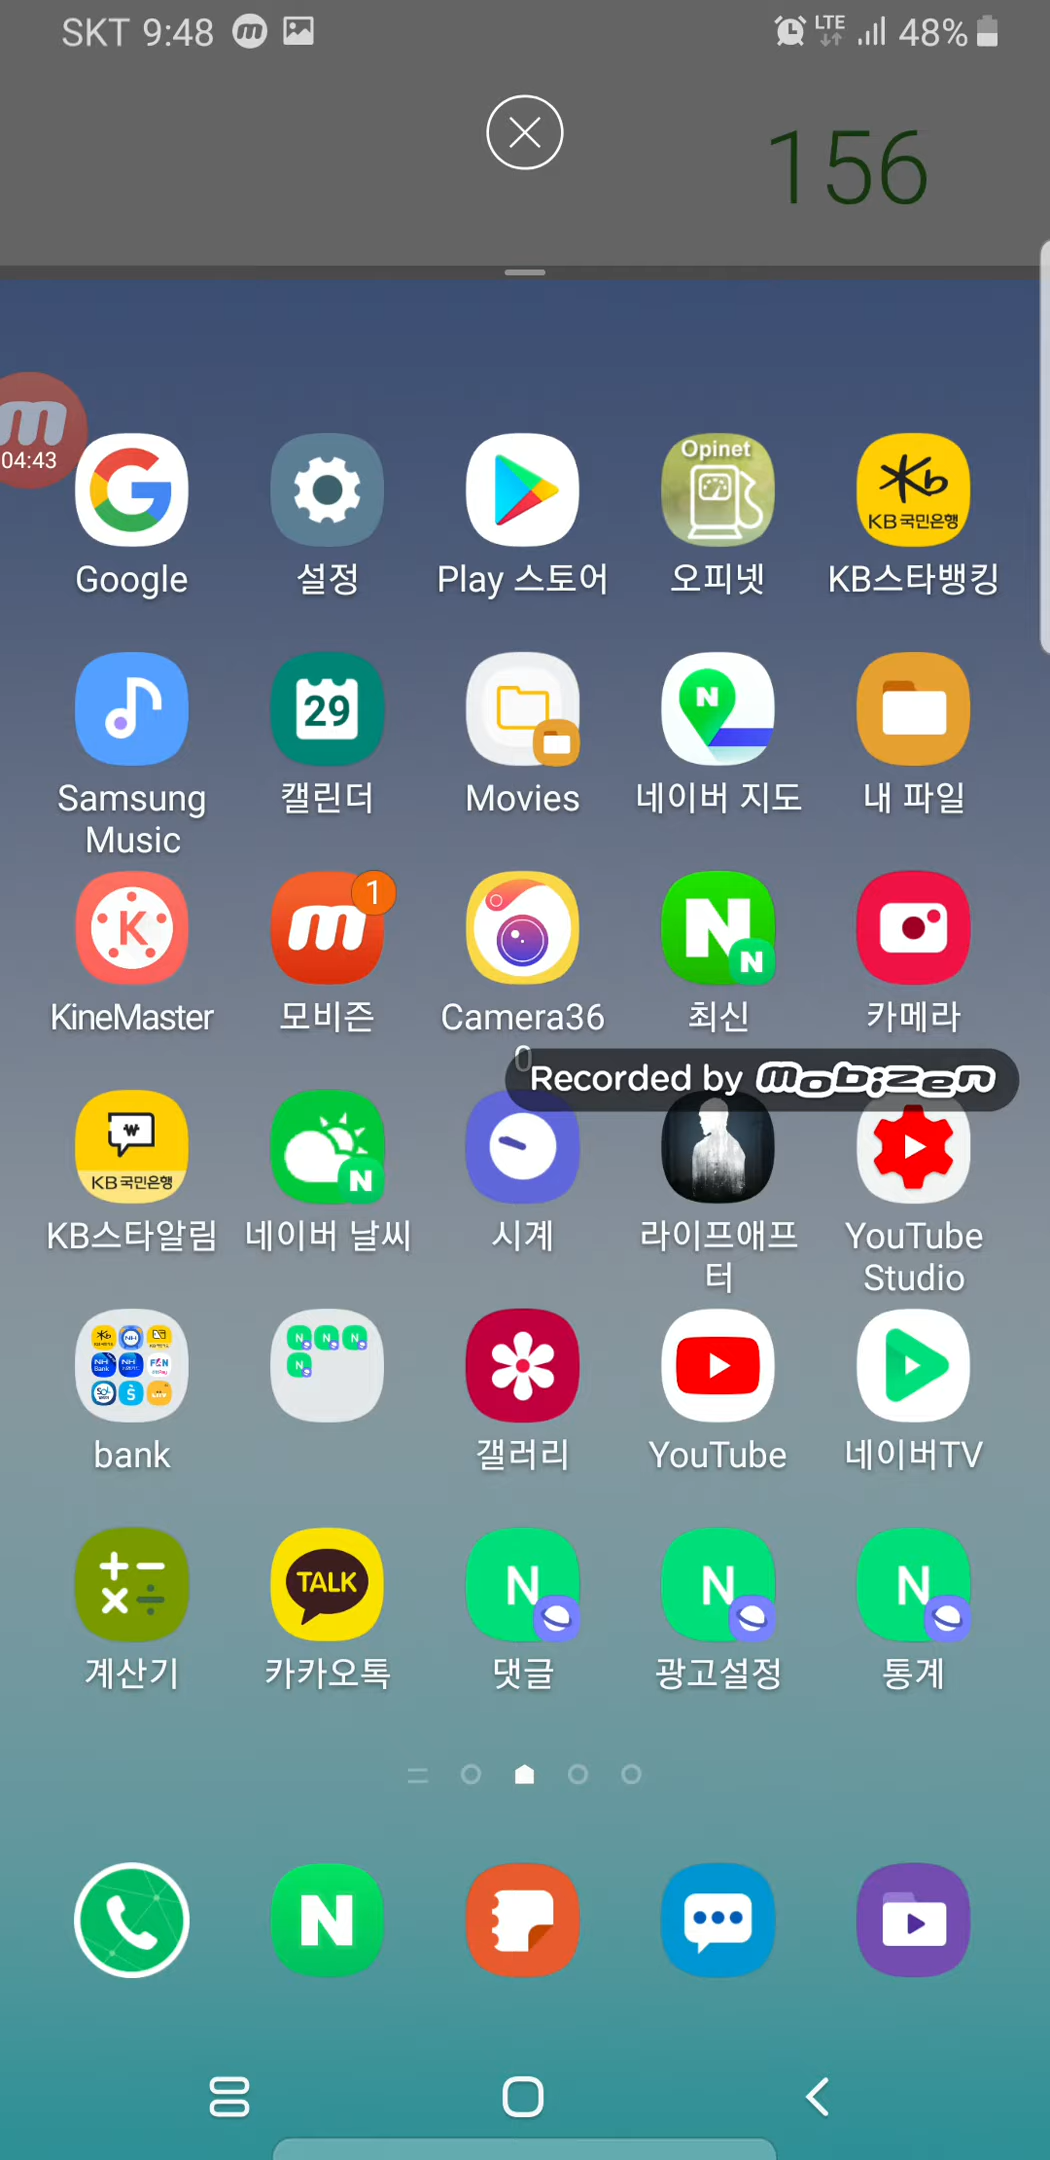 SKT 9:48
LTE 48%
156
04:43
Opinet
KB국민은행
Google
설정
Play 스토어
오피넷
KB스타뱅킹
29
N
Samsung
Music
캘린더
Movies
네이버 지도
내 파일
K
1
N
N
KineMaster
모비즌
Camera36
0
최신
카메라
Recorded by mobizen
KB국민은행
N
KB스타알림
네이버 날씨
시계
라이프애프
터
YouTube
Studio
bank
갤러리
YouTube
네이버TV
TALK
N
N
N
계산기
카카오톡
댓글
광고설정
통계
N